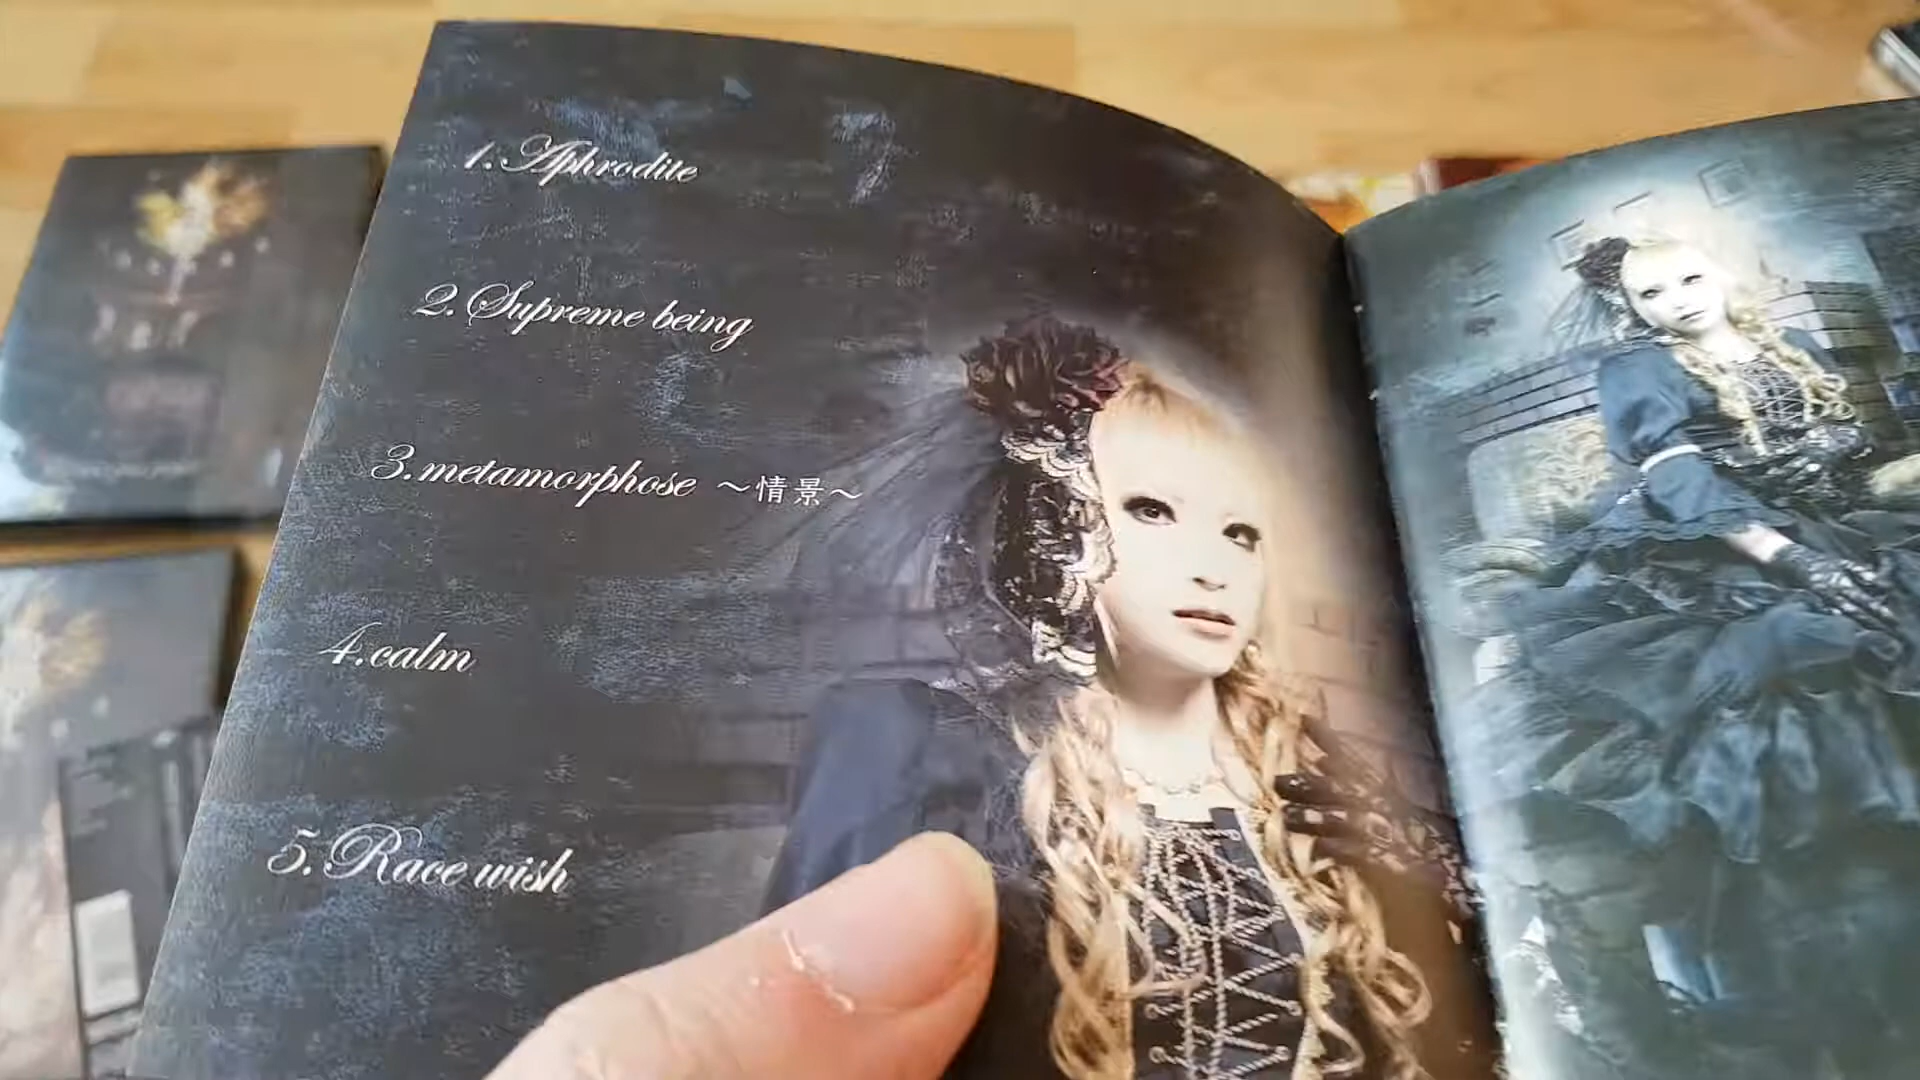 1. Aphrodite
2. Supreme being
3. metamorphose ～情景～
4. calm
5. Race wish